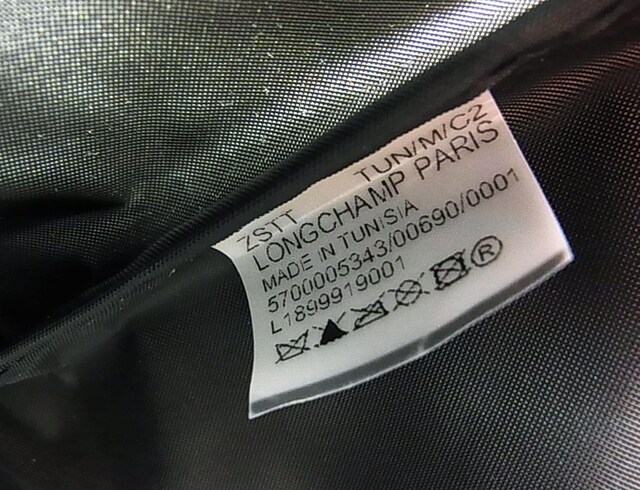 ZSTT TUN/M/C2
LONGCHAMP PARIS
MADE IN TUNISIA
5700005343/00690/0001
L1899919001
®